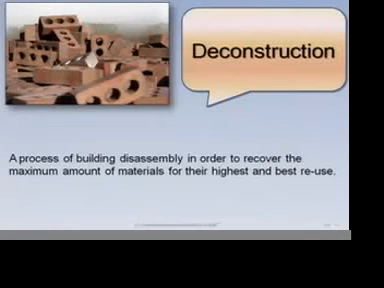 Deconstruction
A process of building disassembly in order to recover the
maximum amount of materials for their highest and best re-use.